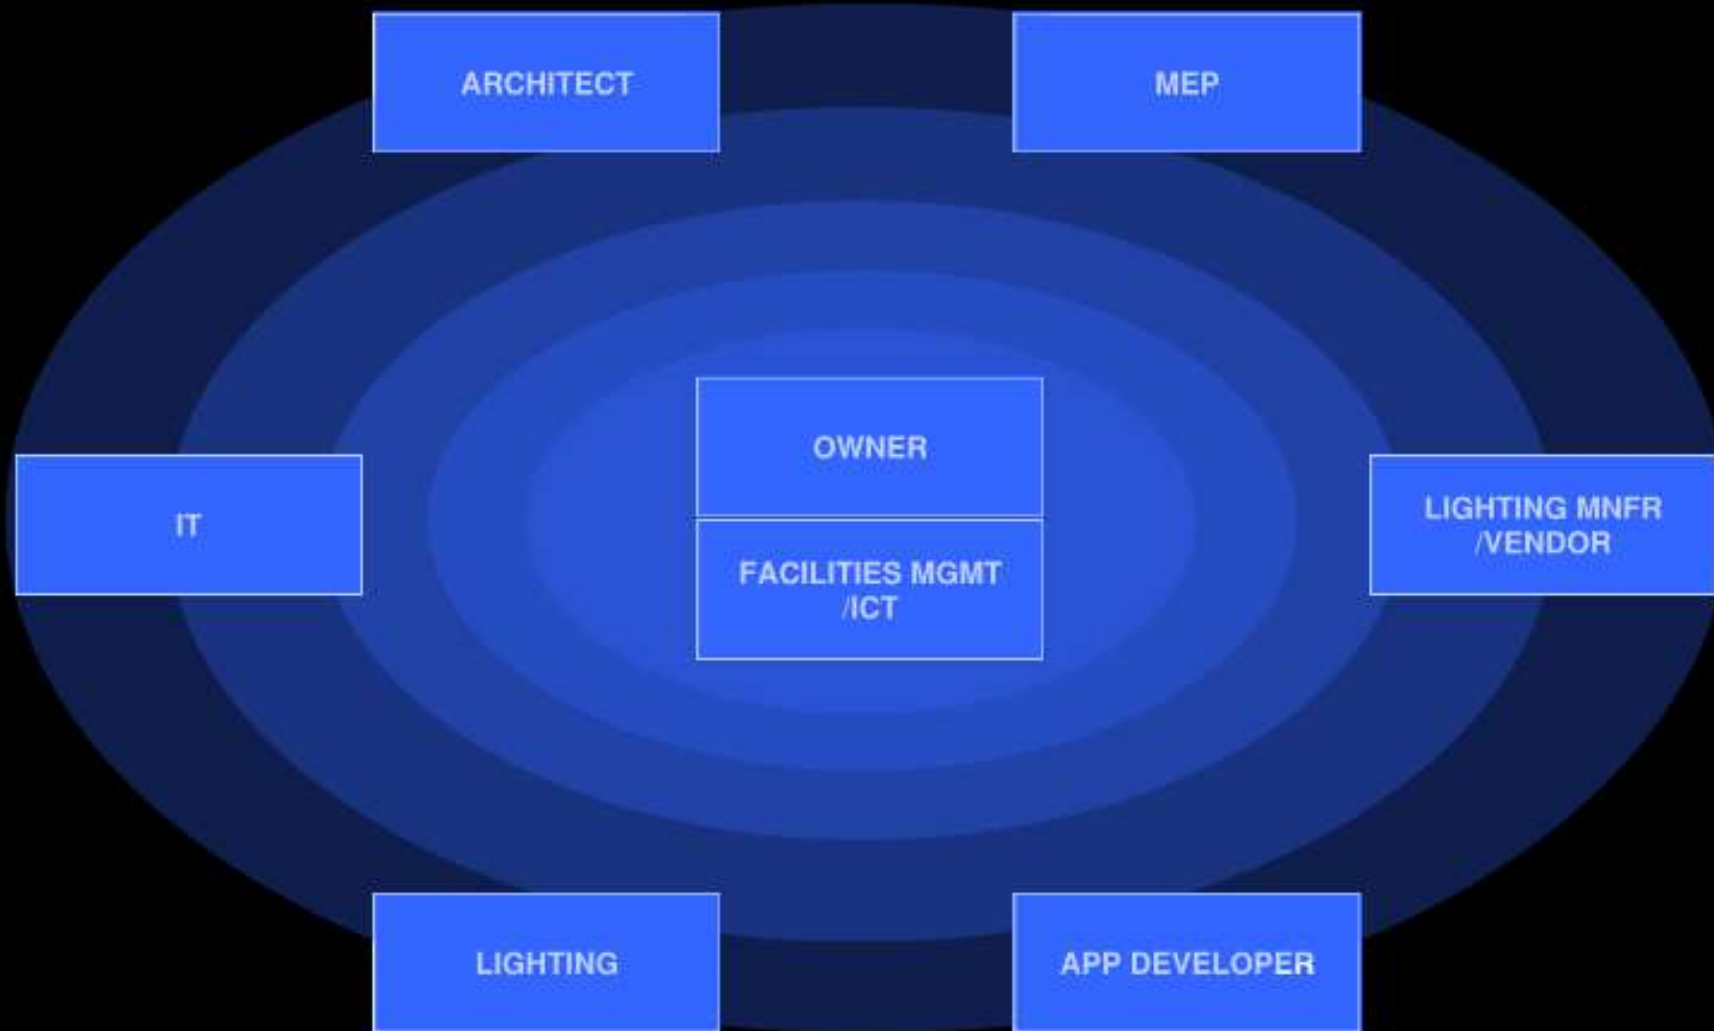 ARCHITECT
MEP
OWNER
IT
LIGHTING MNFR
/VENDOR
FACILITIES MGMT
/ICT
LIGHTING
APP DEVELOPER